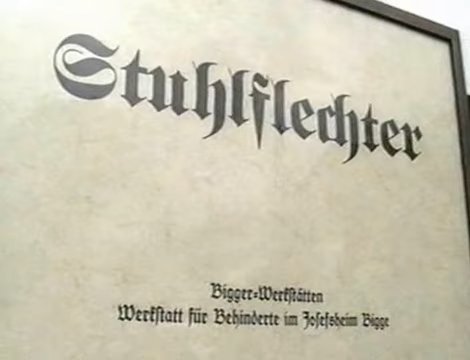 Stuhlflechter
Bigger-Werkstätten
Werkstatt für Behinderte im Josefsheim Bigge